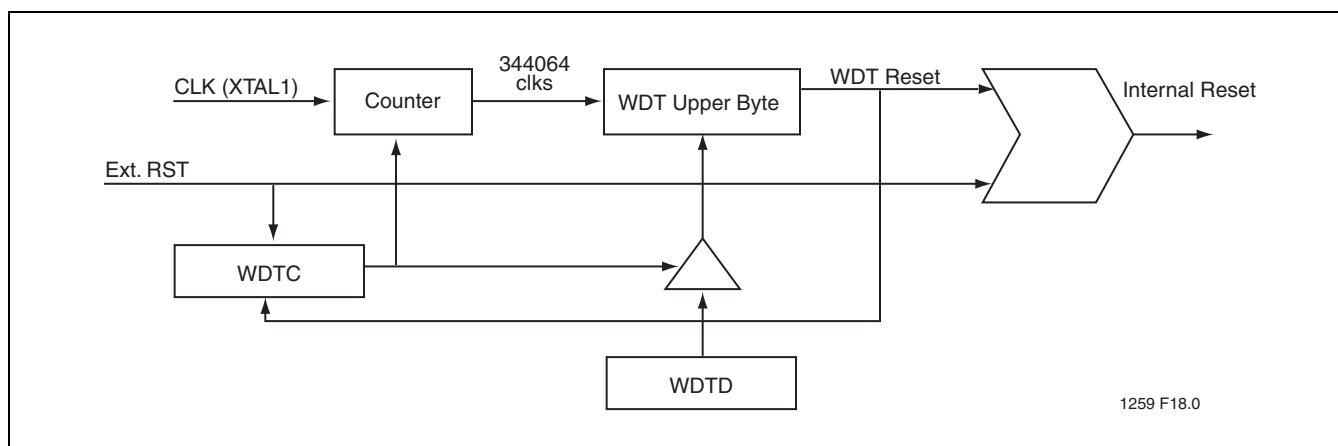 CLK (XTAL1)
Counter
344064
clks
WDT Upper Byte
WDT Reset
Internal Reset
Ext. RST
WDTC
WDTD
1259 F18.0